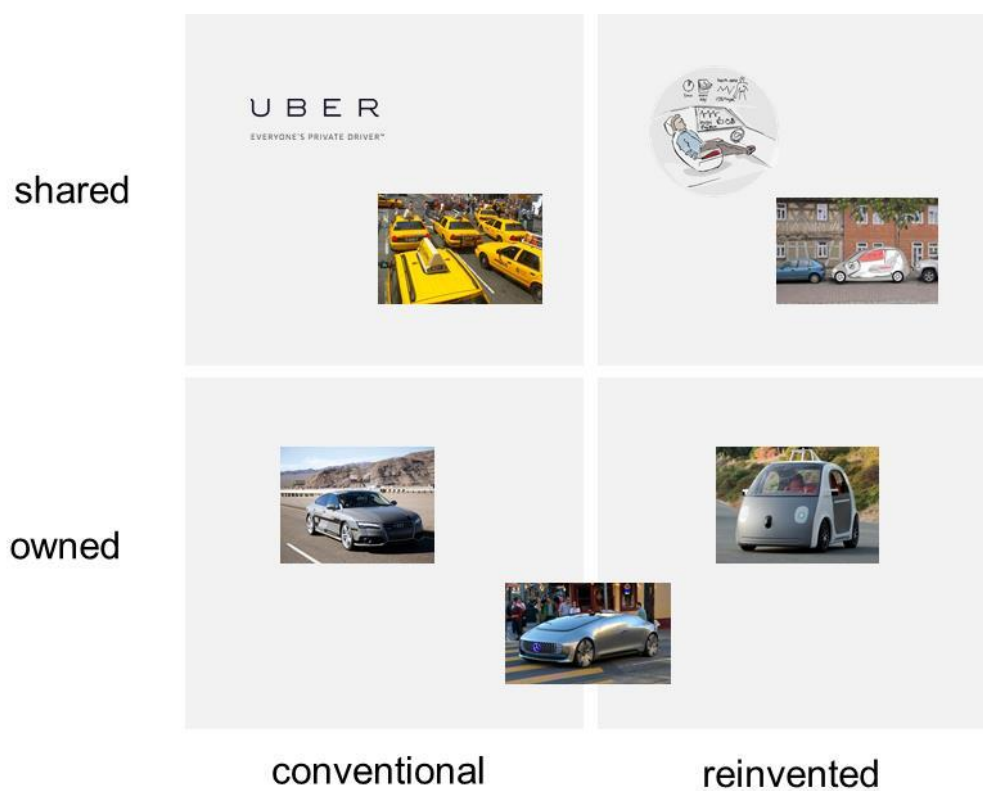 UBER
EVERYONE'S PRIVATE DRIVER™
shared
owned
conventional
reinvented